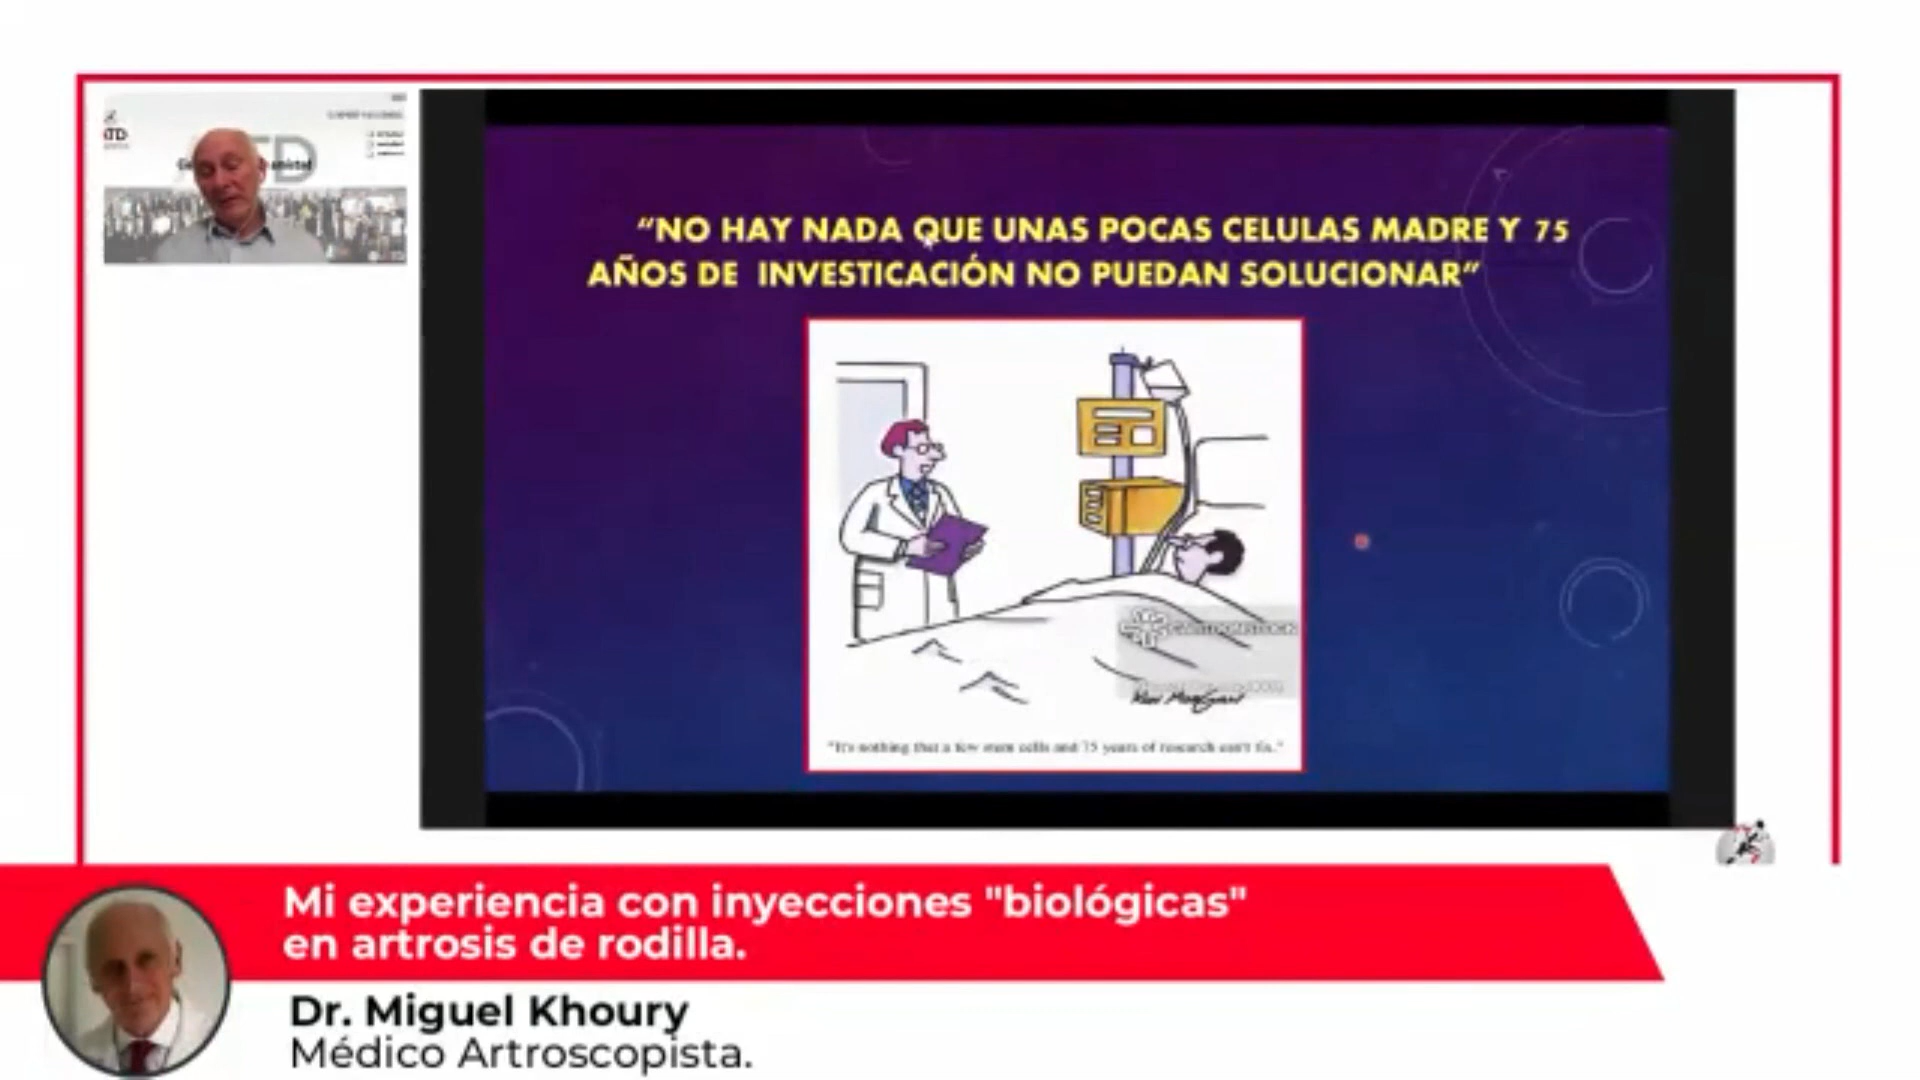 “NO HAY NADA QUE UNAS POCAS CELULAS MADRE Y 75
AÑOS DE INVESTICACIÓN NO PUEDAN SOLUCIONAR”
"It's nothing that a few stem cells and 75 years of research can't fix."
Mi experiencia con inyecciones "biológicas"
en artrosis de rodilla.
Dr. Miguel Khoury
Médico Artroscopista.